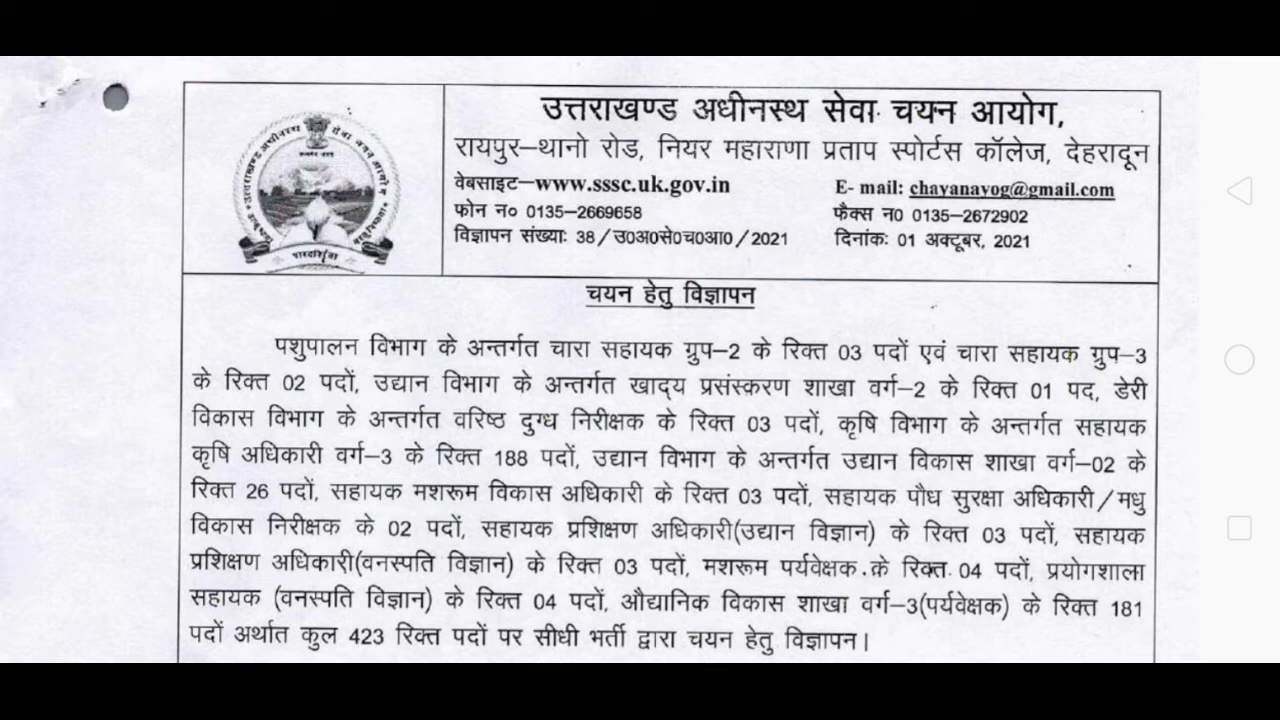 उत्तराखण्ड अधीनस्थ सेवा चयन आयोग,
रायपुर–थानो रोड, नियर महाराणा प्रताप स्पोर्टस कॉलेज, देहरादून
वेबसाइट–www.sssc.uk.gov.in
E- mail: chayanayog@gmail.com
फोन न० 0135–2669658
फैक्स न0 0135–2672902
विज्ञापन संख्याः 38/उ0अ0से0च0आ0/2021
दिनांकः 01 अक्टूबर, 2021
पारदर्शिता
चयन हेतु विज्ञापन
पशुपालन विभाग के अन्तर्गत चारा सहायक ग्रुप–2 के रिक्त 03 पदों एवं चारा सहायक ग्रुप–3
के रिक्त 02 पदों, उद्यान विभाग के अन्तर्गत खाद्य प्रसंस्करण शाखा वर्ग–2 के रिक्त 01 पद, डेरी
विकास विभाग के अन्तर्गत वरिष्ठ दुग्ध निरीक्षक के रिक्त 03 पदों, कृषि विभाग के अन्तर्गत सहायक
कृषि अधिकारी वर्ग–3 के रिक्त 188 पदों, उद्यान विभाग के अन्तर्गत उद्यान विकास शाखा वर्ग–02 के
रिक्त 26 पदों, सहायक मशरूम विकास अधिकारी के रिक्त 03 पदों, सहायक पौध सुरक्षा अधिकारी/मधु
विकास निरीक्षक के 02 पदों, सहायक प्रशिक्षण अधिकारी(उद्यान विज्ञान) के रिक्त 03 पदों, सहायक
प्रशिक्षण अधिकारी(वनस्पति विज्ञान) के रिक्त 03 पदों, मशरूम पर्यवेक्षक के रिक्त 04 पदों, प्रयोगशाला
सहायक (वनस्पति विज्ञान) के रिक्त 04 पदों, औद्यानिक विकास शाखा वर्ग–3(पर्यवेक्षक) के रिक्त 181
पदों अर्थात कुल 423 रिक्त पदों पर सीधी भर्ती द्वारा चयन हेतु विज्ञापन।